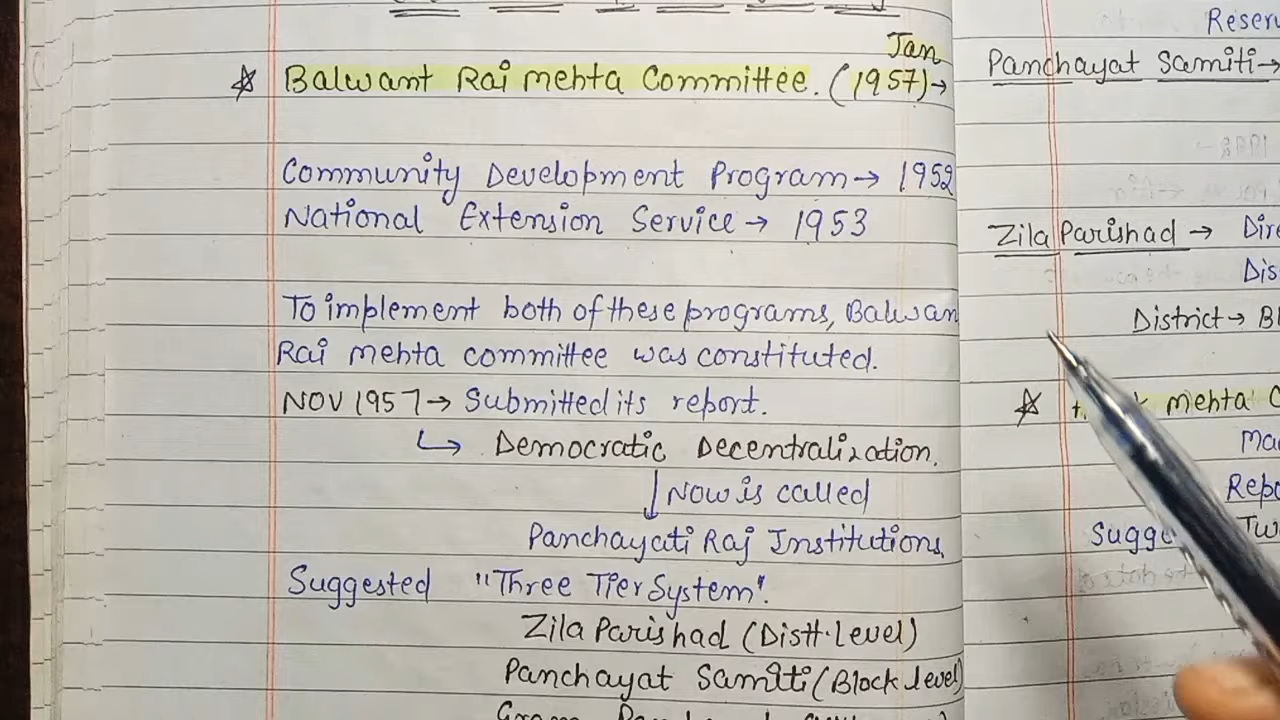 Jan
☆ Balwant Rai mehta Committee. (1957)→
Community Development Program→ 1952
National Extension Service → 1953
To implement both of these programs, Balwan
Rai mehta committee was constituted.
NOV 1957→ Submitted its report.
↳ Democratic Decentralization.
↓ Now is called
Panchayati Raj Institutions.
Suggested "Three Tier System".
Zila Parishad (Distt. Level)
Panchayat Samiti (Block level)
Gram
Reser
Panchayat Samiti→
Zila Parishad → Dire
Dis
District→ Bl
☆ mehta C
Ma
Repo
Sugge Tw